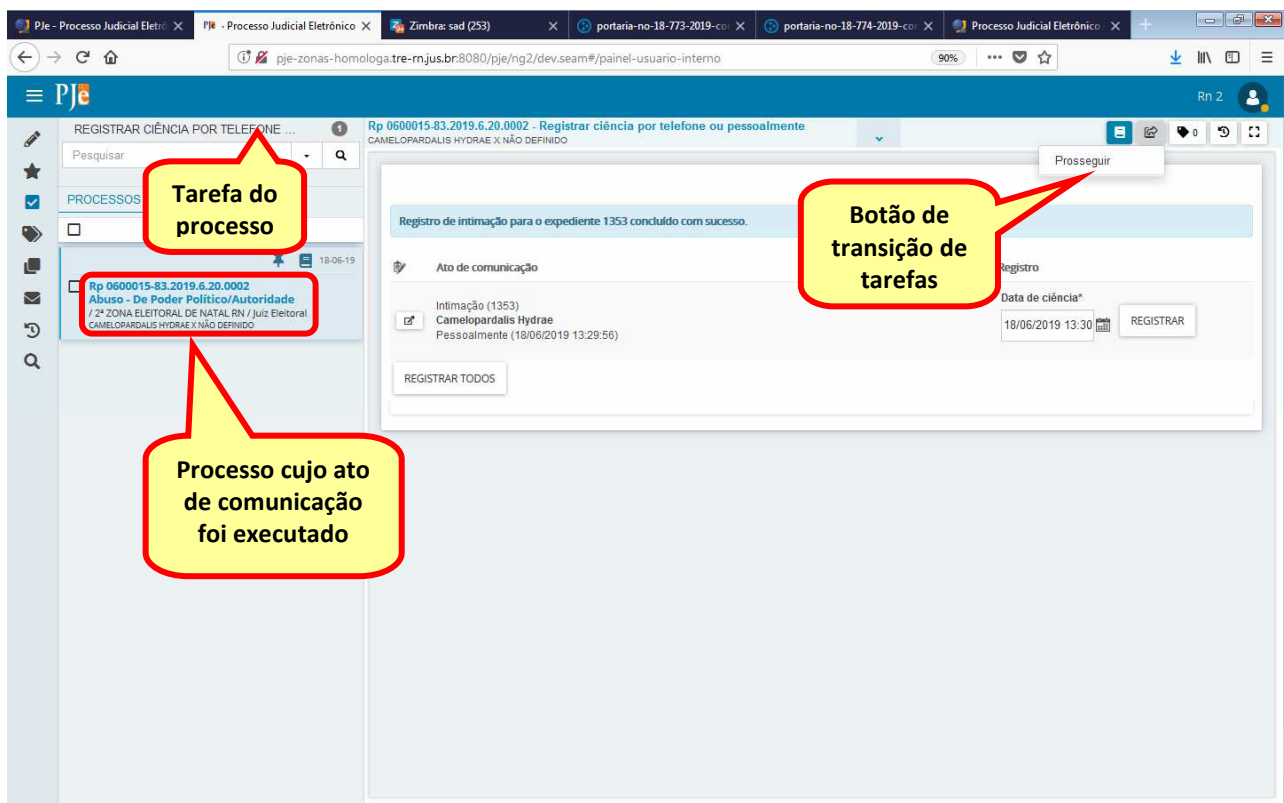 PJe - Processo Judicial Eletrô
PJe - Processo Judicial Eletrônico
Zimbra: sad (253)
portaria-no-18-773-2019-co
portaria-no-18-774-2019-co
Processo Judicial Eletrônico
pje-zonas-homologa.tre-rn.jus.br:8080/pje/ng2/dev.seam#/painel-usuario-interno
90%
PJe
Rn 2
REGISTRAR CIÊNCIA POR TELEFONE ...
1
Rp 0600015-83.2019.6.20.0002 - Registrar ciência por telefone ou pessoalmente
CAMELOPARDALIS HYDRAE X NÃO DEFINIDO
0
Pesquisar
Prosseguir
PROCESSOS
Tarefa do
processo
Botão de
transição de
tarefas
Registro de intimação para o expediente 1353 concluído com sucesso.
18-06-19
Rp 0600015-83.2019.6.20.0002
Abuso - De Poder Político/Autoridade
/ 2ª ZONA ELEITORAL DE NATAL RN / Juiz Eleitoral
CAMELOPARDALIS HYDRAE X NÃO DEFINIDO
Ato de comunicação
Registro
Intimação (1353)
Camelopardalis Hydrae
Pessoalmente (18/06/2019 13:29:56)
Data de ciência*
18/06/2019 13:30
REGISTRAR
REGISTRAR TODOS
Processo cujo ato
de comunicação
foi executado